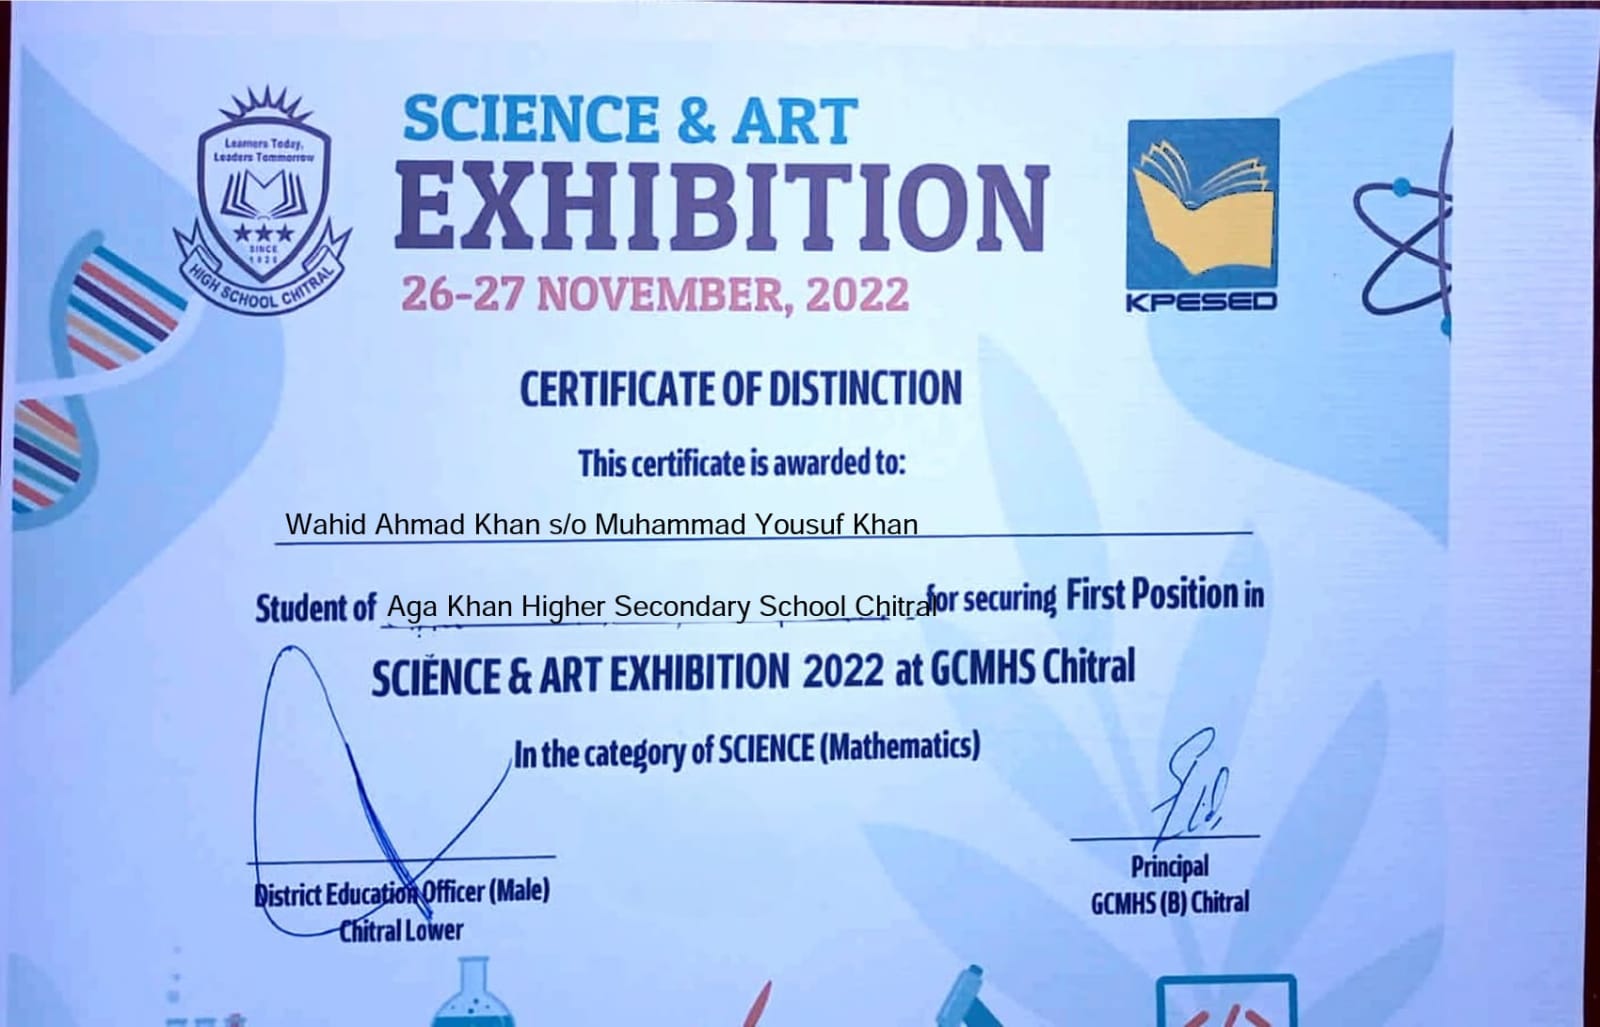 Learners Today,
Leaders Tommorrow
SINCE
HIGH SCHOOL CHITRAL
SCIENCE & ART
EXHIBITION
26-27 NOVEMBER, 2022
KPESED
CERTIFICATE OF DISTINCTION
This certificate is awarded to:
Wahid Ahmad Khan s/o Muhammad Yousuf Khan
Student of Aga Khan Higher Secondary School Chitral for securing First Position in
SCIENCE & ART EXHIBITION 2022 at GCMHS Chitral
In the category of SCIENCE (Mathematics)
District Education Officer (Male)
Chitral Lower
Principal
GCMHS (B) Chitral